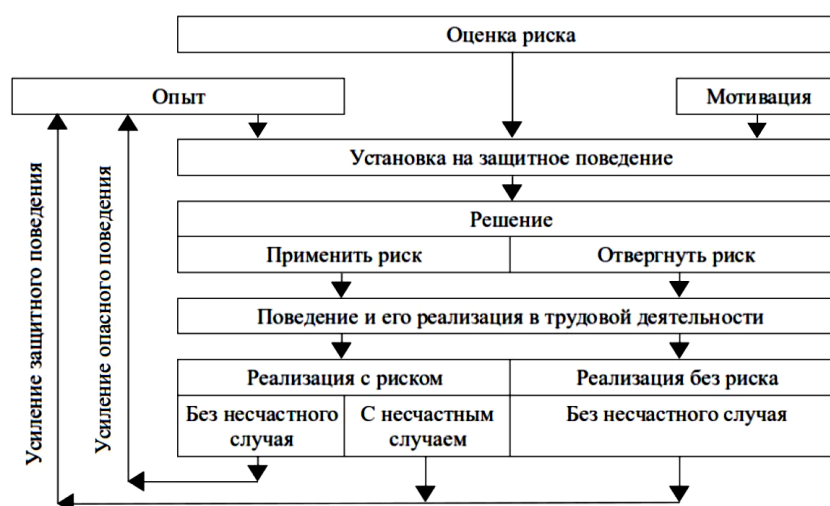 Оценка риска
Опыт
Мотивация
Установка на защитное поведение
Решение
Применить риск
Отвергнуть риск
Поведение и его реализация в трудовой деятельности
Реализация с риском
Реализация без риска
Без несчастного
случая
С несчастным
случаем
Без несчастного случая
Усиление защитного поведения
Усиление опасного поведения